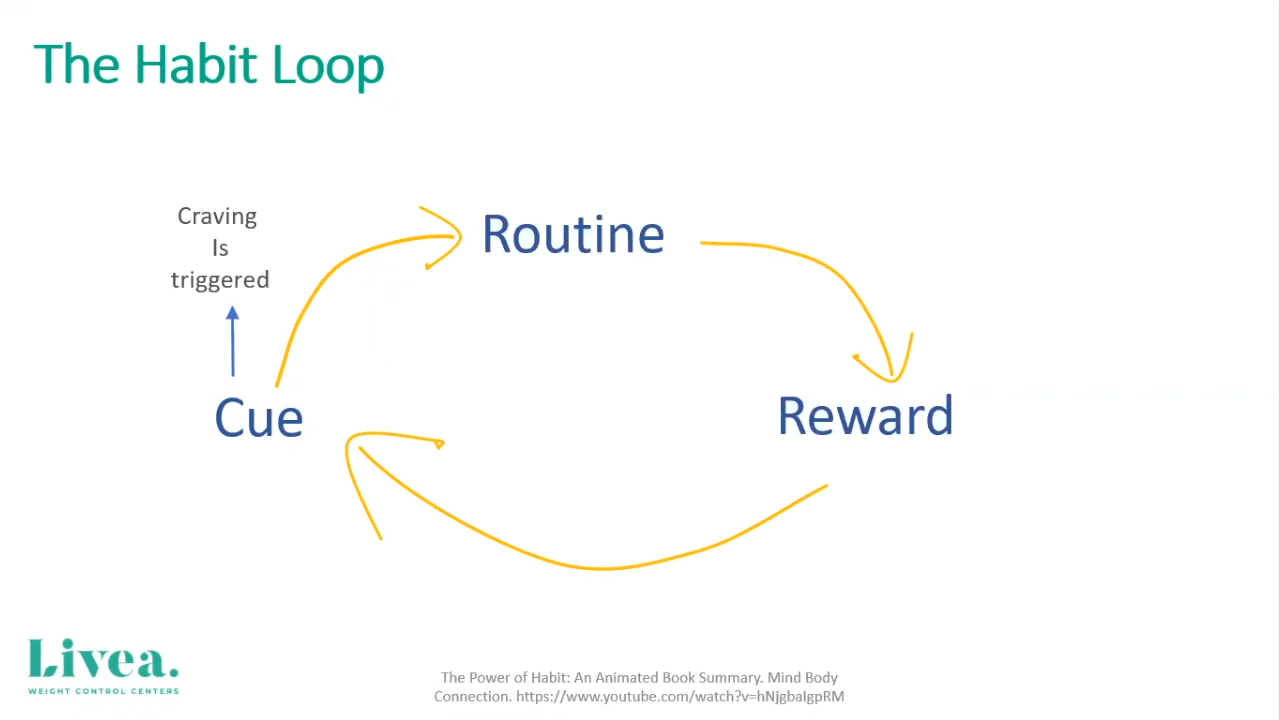 The Habit Loop
Craving
Is
triggered
Routine
Cue
Reward
Livea.
WEIGHT CONTROL CENTERS
The Power of Habit: An Animated Book Summary. Mind Body
Connection. https://www.youtube.com/watch?v=hNjgbaIgpRM